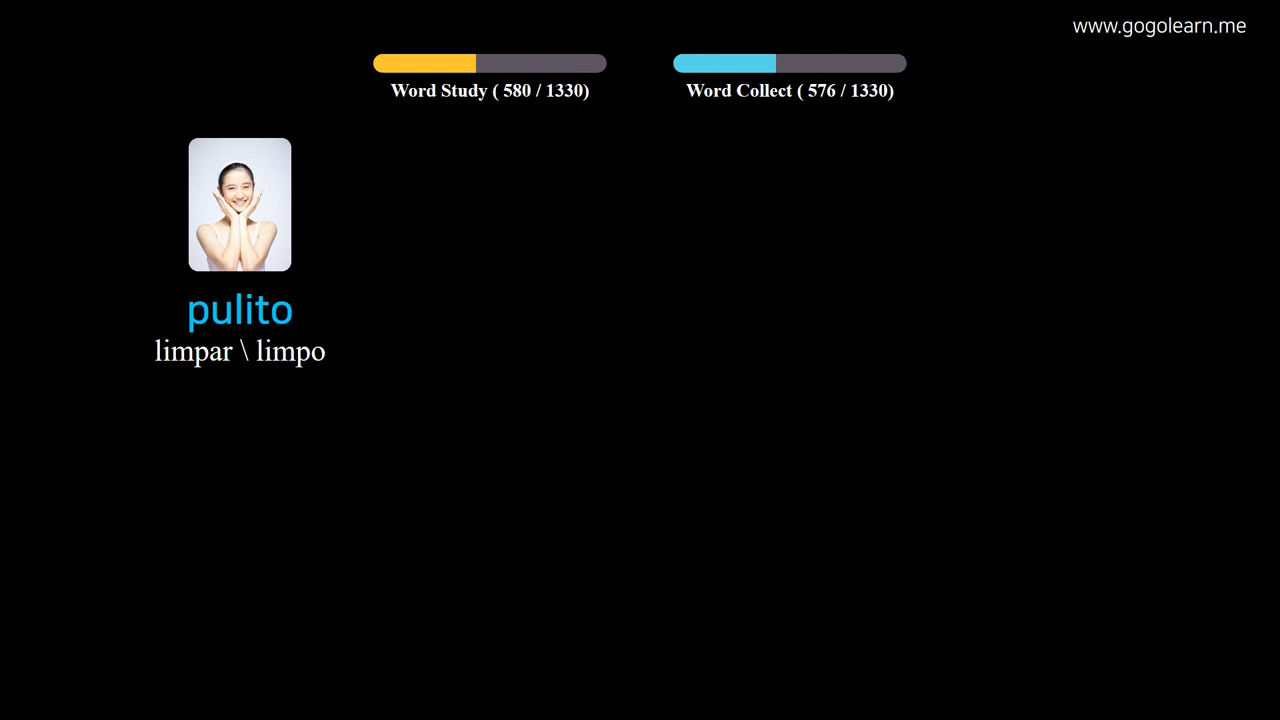 www.gogolearn.me
Word Study ( 580 / 1330)
Word Collect ( 576 / 1330)
pulito
limpar \ limpo